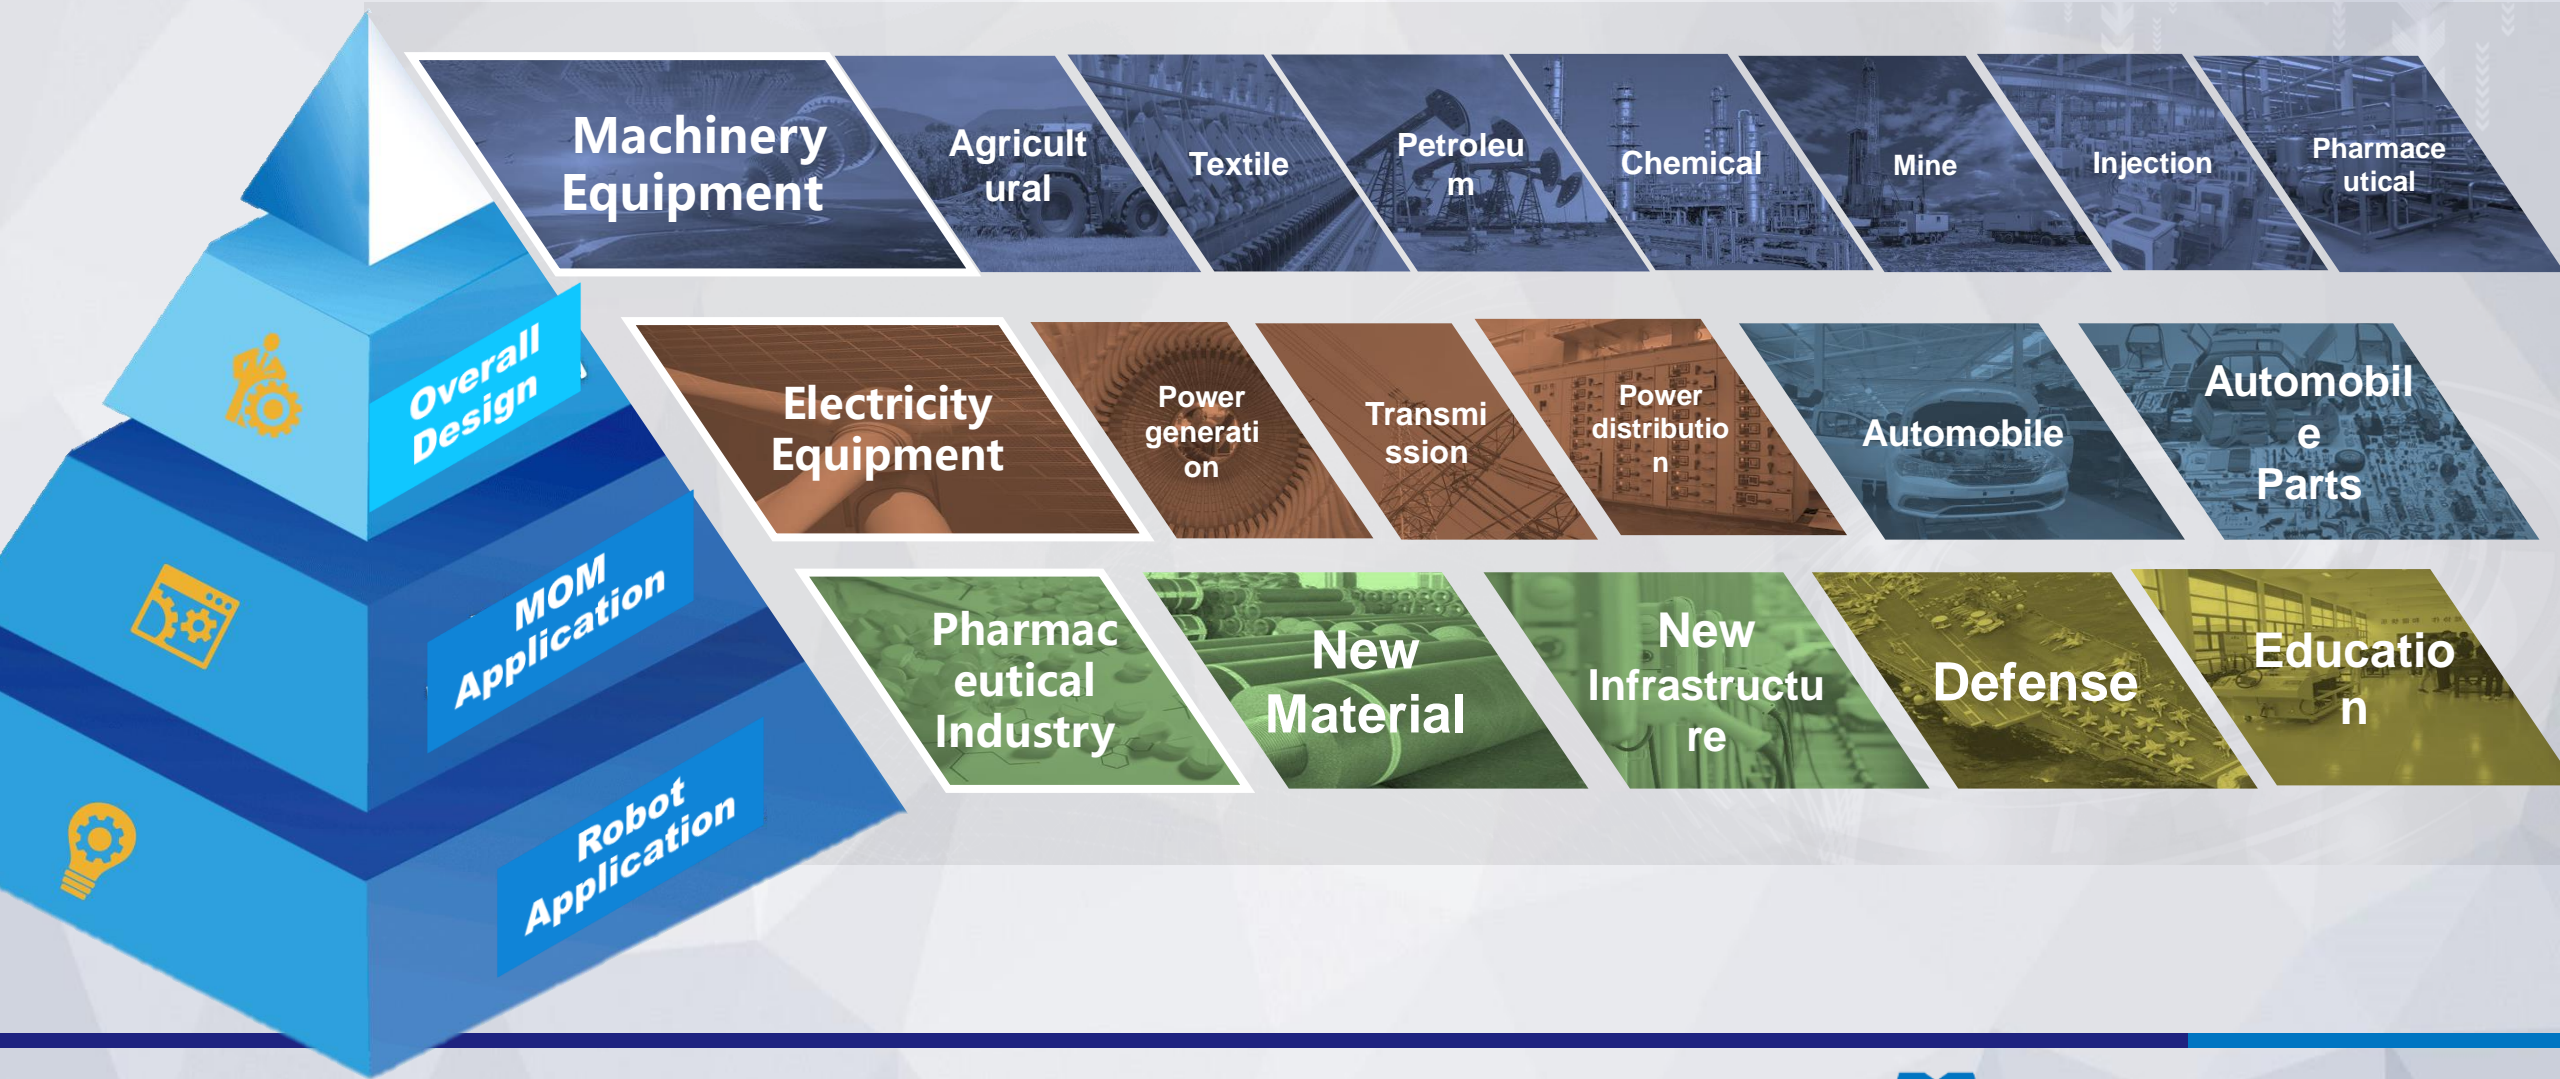 Machinery
Equipment
Agricult
ural
Textile
Petroleu
m
Chemical
Mine
Injection
Pharmace
utical
Overall
Design
Electricity
Equipment
Power
generati
on
Transmi
ssion
Power
distributio
n
Automobile
Automobil
e
Parts
MOM
Application
Pharmac
eutical
Industry
New
Material
New
Infrastructu
re
Defense
Educatio
n
Robot
Application